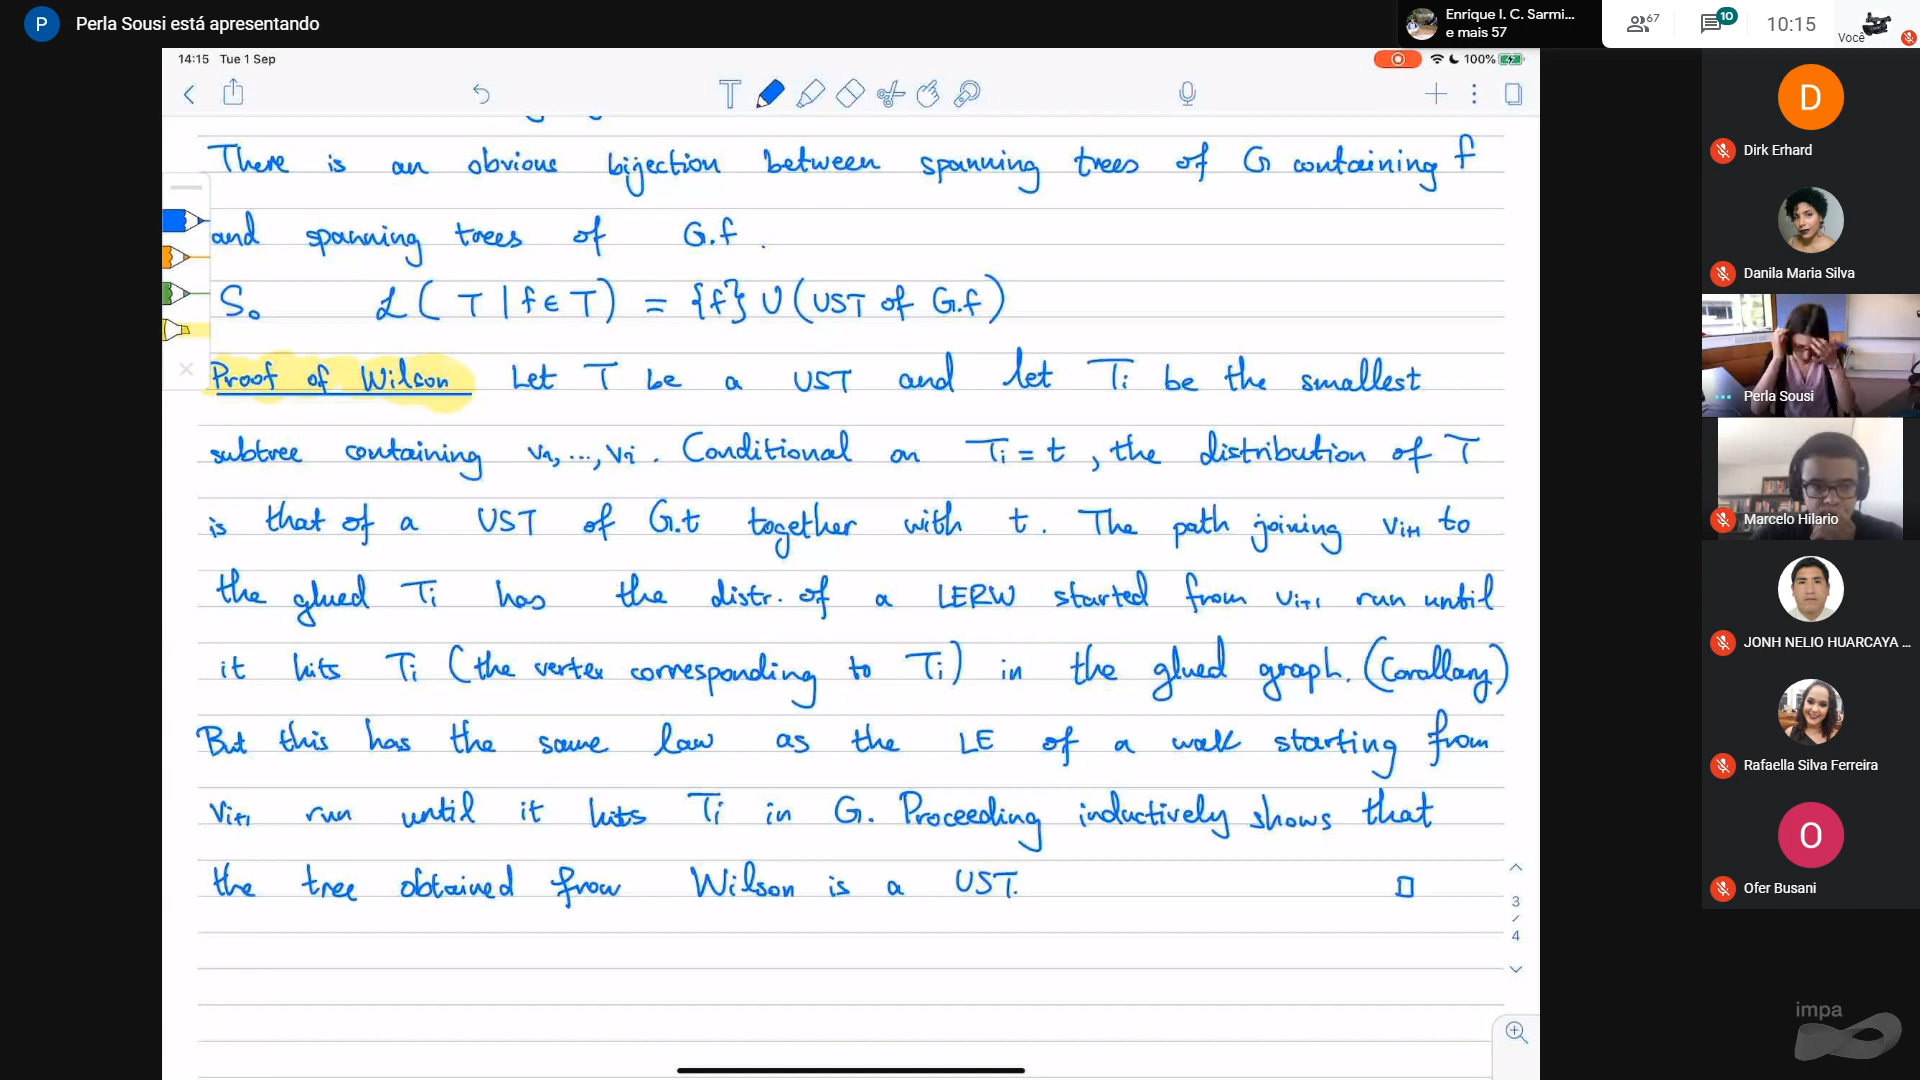 P Perla Sousi está apresentando
Enrique I. C. Sarmi...
e mais 57
67
10
10:15
Você
14:15 Tue 1 Sep
100%
There is an obvious bijection between spanning trees of G containing f
and spanning trees of G.f.
So L(T | f ∈ T) = {f} ∪ (UST of G.f)
Proof of Wilson Let T be a UST and let Ti be the smallest
subtree containing v1,...,vi. Conditional on Ti = t, the distribution of T
is that of a UST of G.t together with t. The path joining vi+1 to
the glued Ti has the distr. of a LERW started from vi+1 run until
it hits Ti (the vertex corresponding to Ti) in the glued graph. (Corollary)
But this has the same law as the LE of a walk starting from
vi+1 run until it hits Ti in G. Proceeding inductively shows that
the tree obtained from Wilson is a UST. □
3
/
4
D
Dirk Erhard
Danila Maria Silva
Perla Sousi
Marcelo Hilario
JONH NELIO HUARCAYA ...
Rafaella Silva Ferreira
O
Ofer Busani
impa